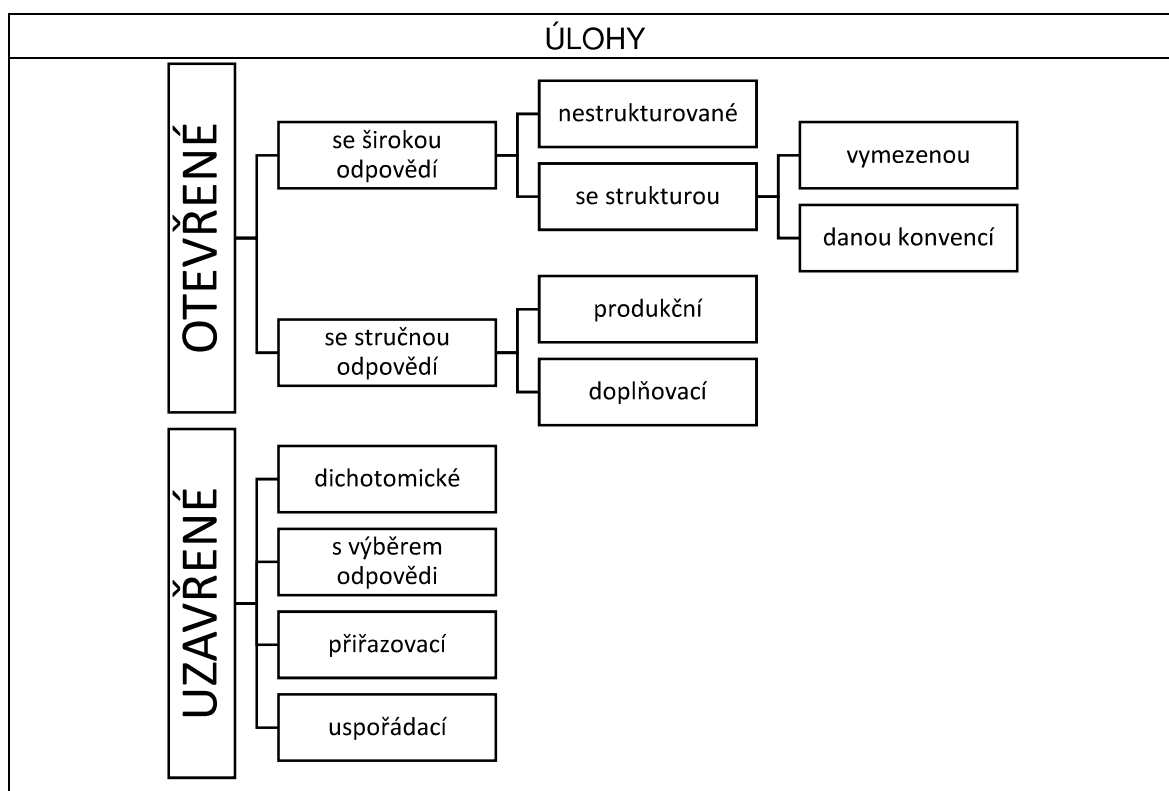 ÚLOHY
OTEVŘENÉ
se širokou
odpovědí
nestrukturované
se strukturou
vymezenou
danou konvencí
se stručnou
odpovědí
produkční
doplňovací
UZAVŘENÉ
dichotomické
s výběrem
odpovědi
přiřazovací
uspořádací